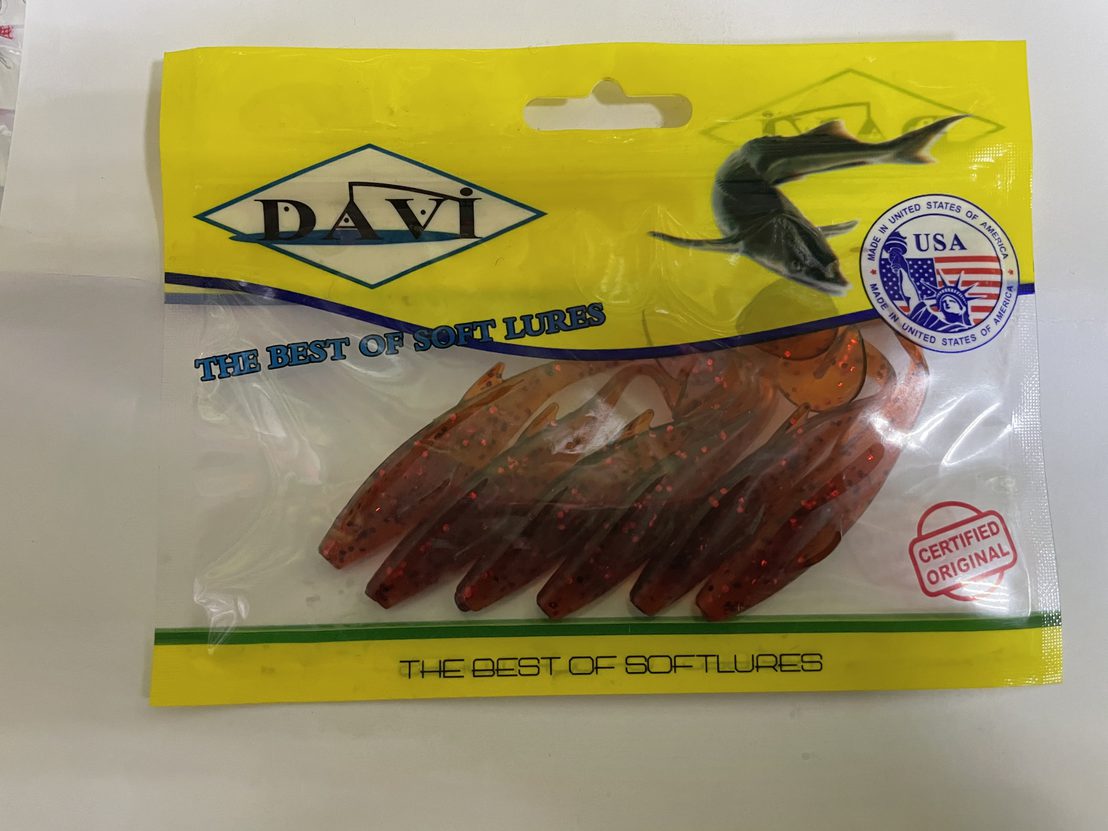 DAVi
DAVi
THE BEST OF SOFT LURES
MADE IN UNITED STATES OF AMERICA
USA
MADE IN UNITED STATES OF AMERICA
CERTIFIED
ORIGINAL
THE BEST OF SOFTLURES